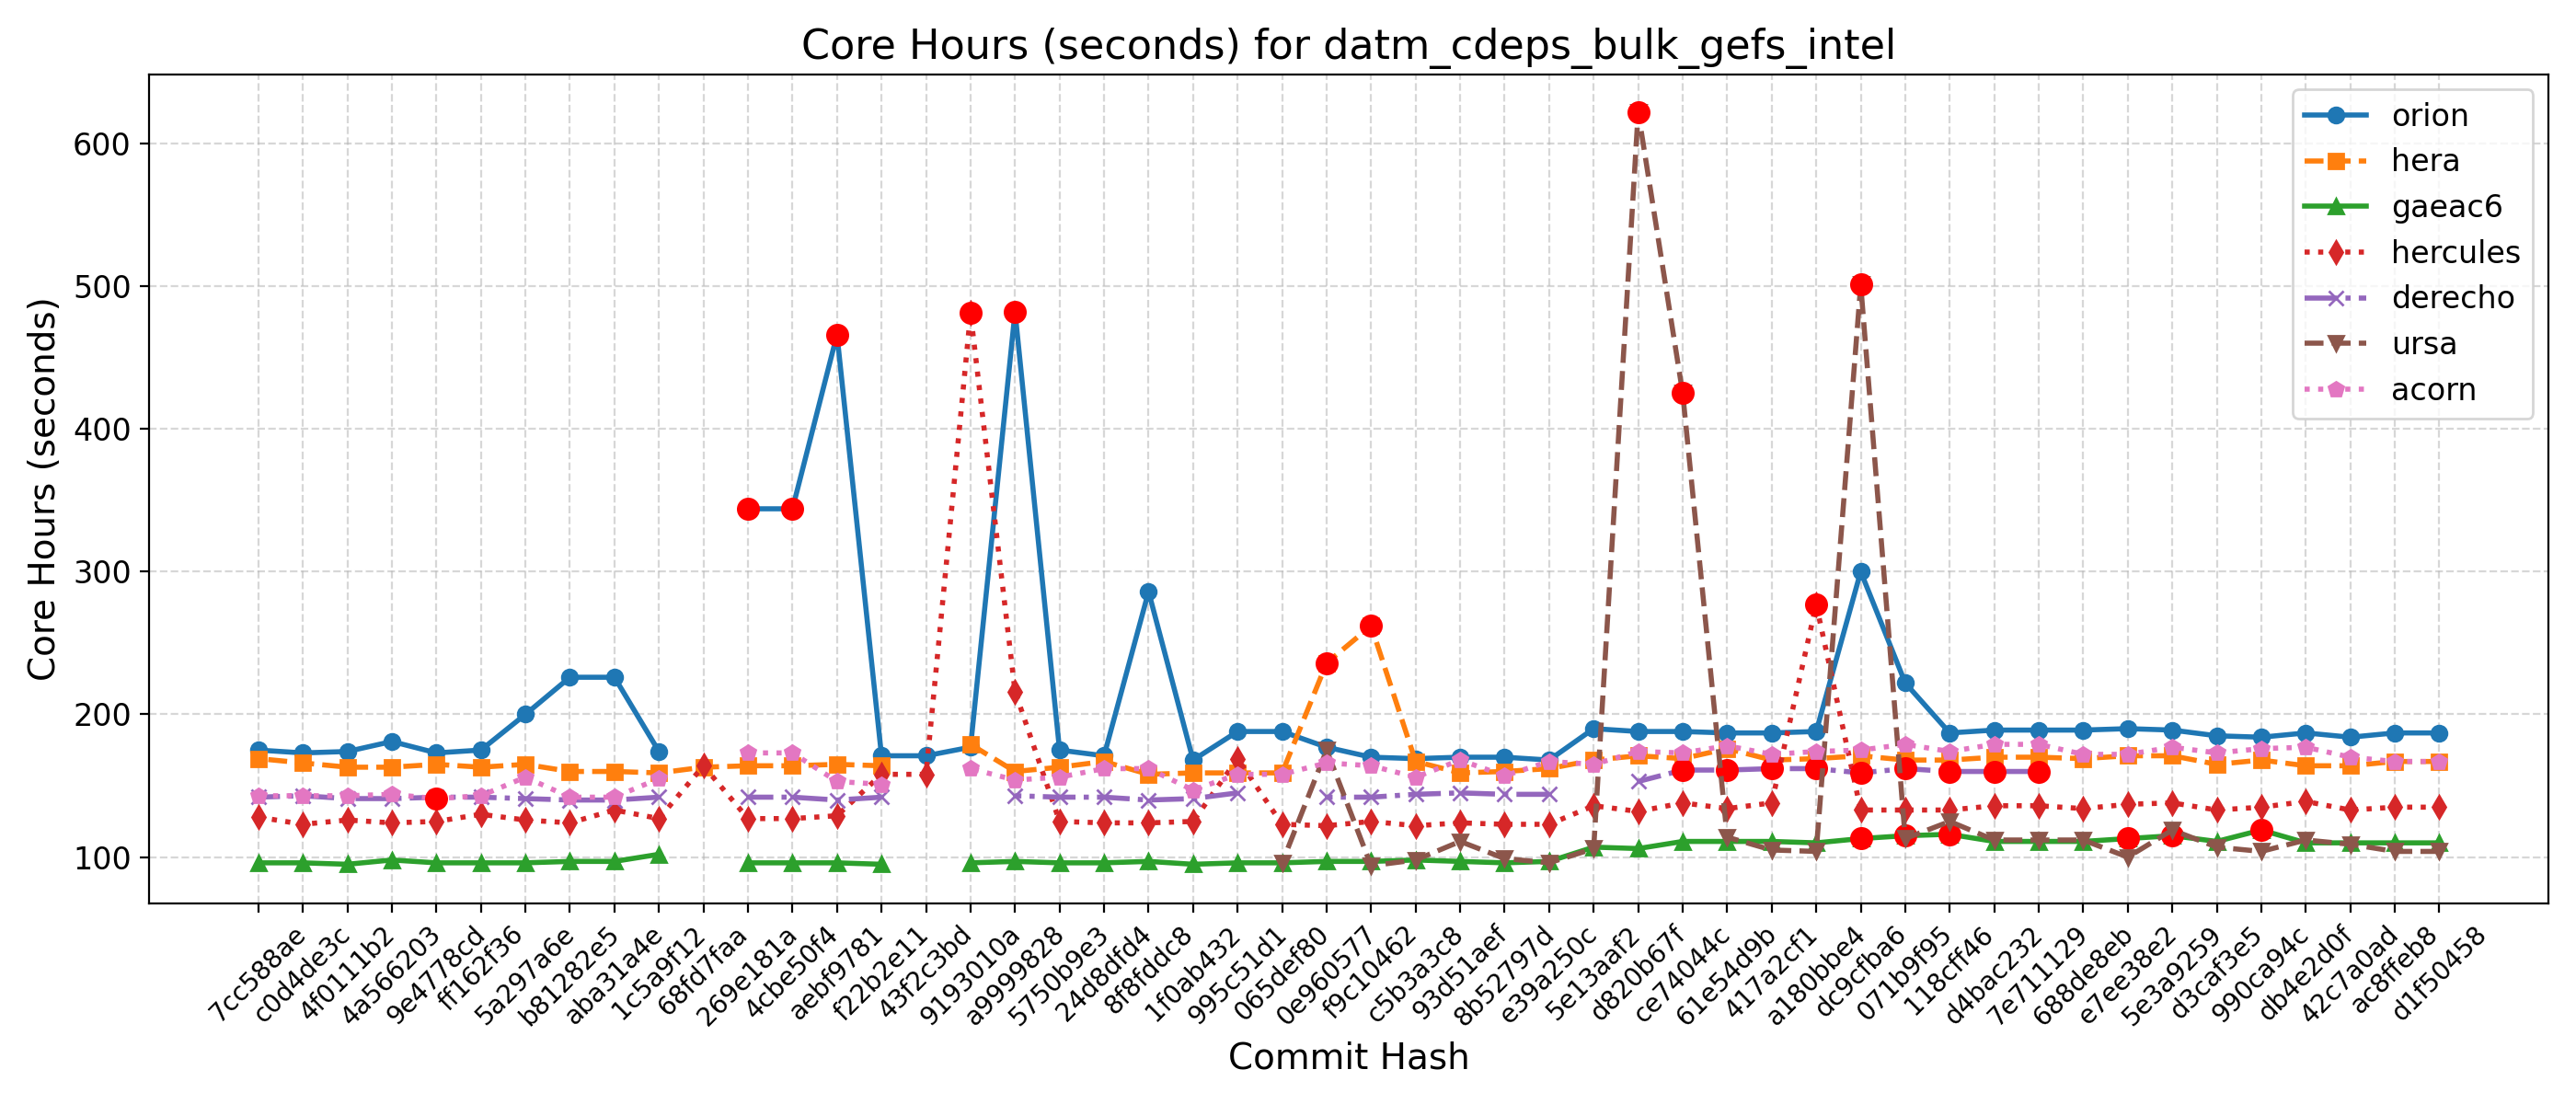 Core Hours (seconds) for datm_cdeps_bulk_gefs_intel
Core Hours (seconds)
600
500
400
300
200
100
orion
hera
gaeac6
hercules
derecho
ursa
acorn
7cc588ae
c0d4de3c
4f0111b2
4a566203
9e4778cd
ff162f36
5a297a6e
b81282e5
aba31a4e
1c5a9f12
68fd7faa
269e181a
4cbe50f4
aebf9781
f22b2e11
43f2c3bd
9193010a
a9999828
5750b9e3
24d8dfd4
8f8fddc8
1f0ab432
995c51d1
065def80
0e960577
f9c10462
c5b3a3c8
93d51aef
8b52797d
e39a250c
5e13aaf2
d820b67f
ce74044c
61e54d9b
417a2cf1
a180bbe4
dc9cfba6
071b9f95
118cff46
d4bac232
7e711129
688de8eb
e7ee38e2
5e3a9259
d3caf3e5
990ca94c
db4e2d0f
42c7a0ad
ac8ffeb8
d1f50458
Commit Hash